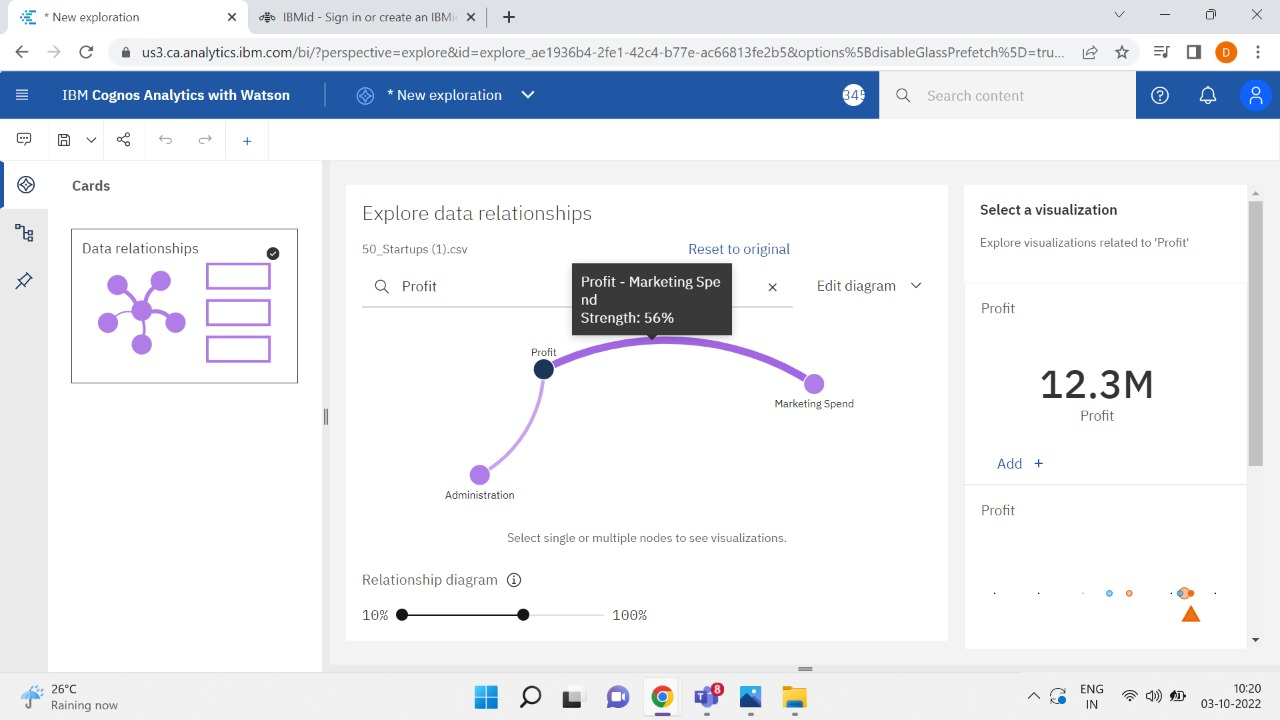 * New exploration
IBMid - Sign in or create an IBMi
us3.ca.analytics.ibm.com/bi/?perspective=explore&id=explore_ae1936b4-2fe1-42c4-b77e-ac66813fe2b5&options%5BdisableGlassPrefetch%5D=tru...
D
IBM Cognos Analytics with Watson
* New exploration
345
Search content
Cards
Data relationships
Explore data relationships
50_Startups (1).csv
Reset to original
Profit
Edit diagram
Profit - Marketing Spe
nd
Strength: 56%
Profit
Marketing Spend
Administration
Select single or multiple nodes to see visualizations.
Relationship diagram
10%
100%
Select a visualization
Explore visualizations related to 'Profit'
Profit
12.3M
Profit
Add +
Profit
26°C
Raining now
8
ENG
IN
10:20
03-10-2022